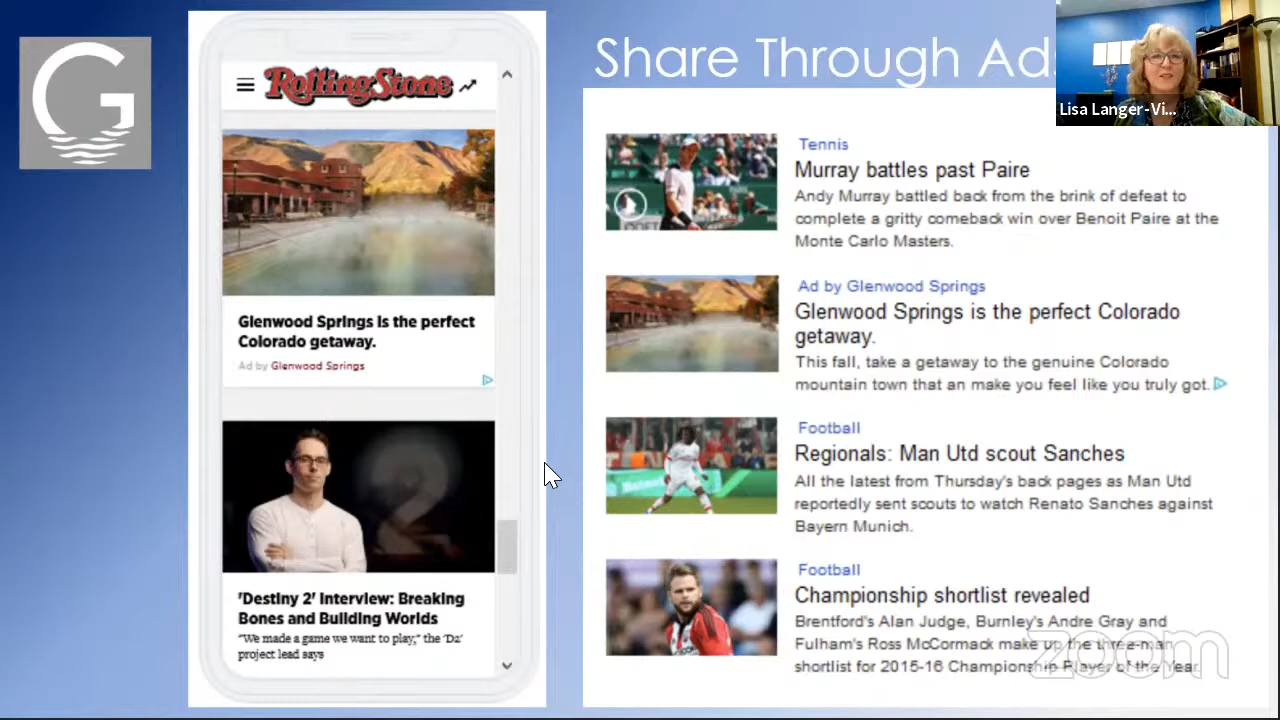 G
Share Through Ads
Lisa Langer-Vi...
RollingStone
Glenwood Springs is the perfect
Colorado getaway.
Ad by Glenwood Springs
2
'Destiny 2' Interview: Breaking
Bones and Building Worlds
"We made a game we want to play," the 'D2'
project lead says
Tennis
Murray battles past Paire
Andy Murray battled back from the brink of defeat to
complete a gritty comeback win over Benoit Paire at the
Monte Carlo Masters.
Ad by Glenwood Springs
Glenwood Springs is the perfect Colorado
getaway.
This fall, take a getaway to the genuine Colorado
mountain town that an make you feel like you truly got.
Football
Regionals: Man Utd scout Sanches
All the latest from Thursday's back pages as Man Utd
reportedly sent scouts to watch Renato Sanches against
Bayern Munich.
Football
Championship shortlist revealed
Brentford's Alan Judge, Burnley's Andre Gray and
Fulham's Ross McCormack make up the three-man
shortlist for 2015-16 Championship Player of the Year.
zoom